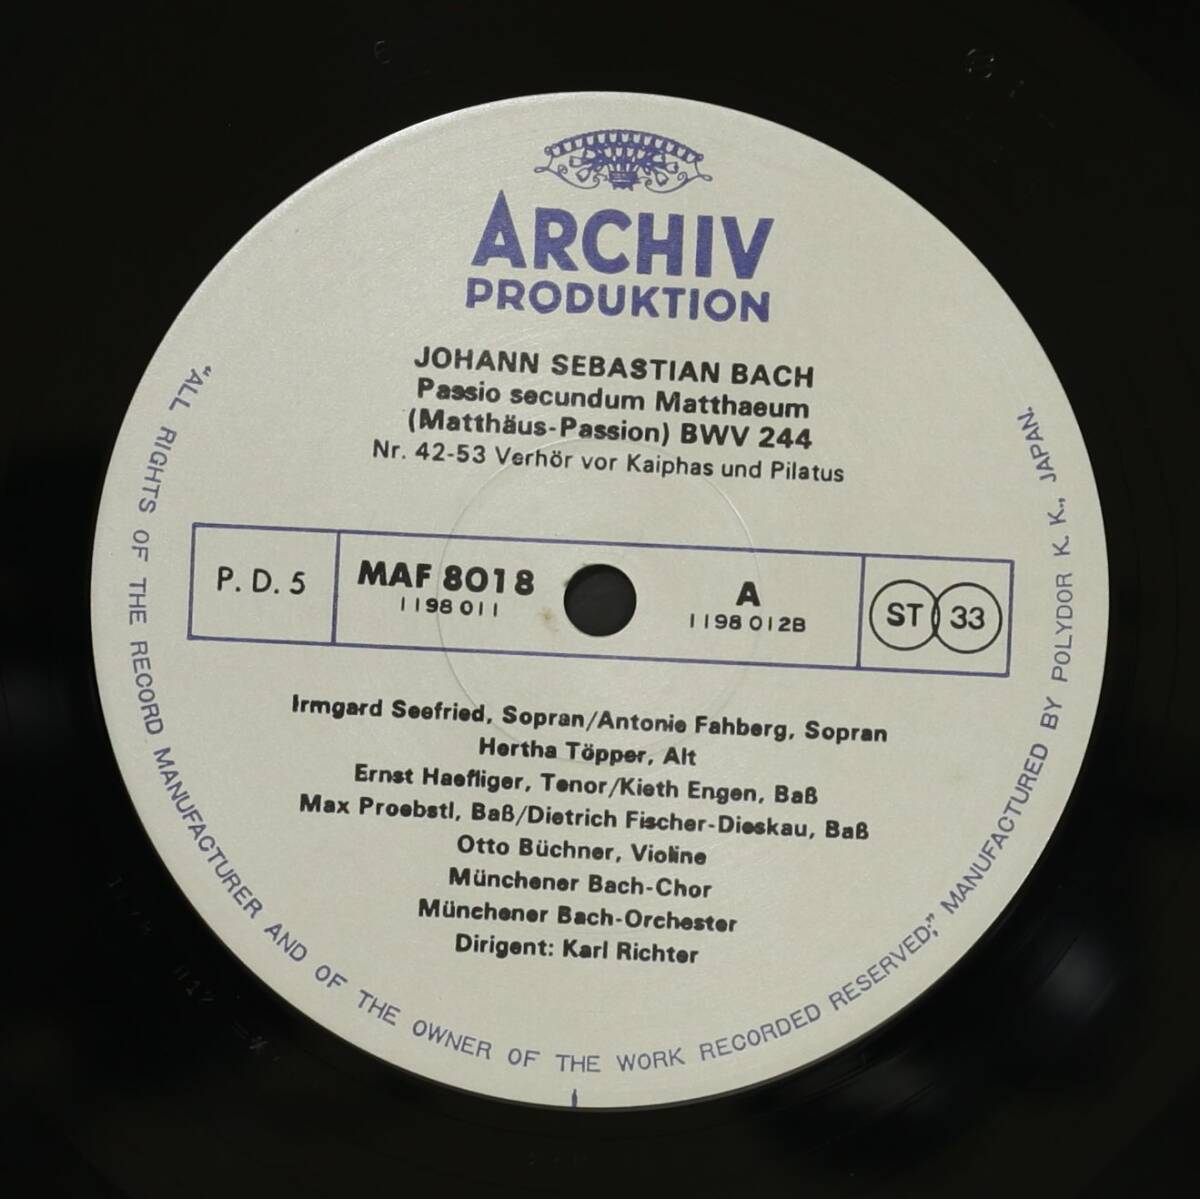 ARCHIV
PRODUKTION
JOHANN SEBASTIAN BACH
Passio secundum Matthaeum
(Matthäus-Passion) BWV 244
Nr. 42-53 Verhör vor Kaiphas und Pilatus
P. D. 5
MAF 8018
1198 011
A
1198 012B
ST 33
Irmgard Seefried, Sopran/Antonie Fahberg, Sopran
Hertha Töpper, Alt
Ernst Haefliger, Tenor/Kieth Engen, Baß
Max Proebstl, Baß/Dietrich Fischer-Dieskau, Baß
Otto Büchner, Violine
Münchener Bach-Chor
Münchener Bach-Orchester
Dirigent: Karl Richter
"ALL RIGHTS OF THE RECORD MANUFACTURER AND OF THE OWNER OF THE WORK RECORDED RESERVED;" MANUFACTURED BY POLYDOR K. K., JAPAN.